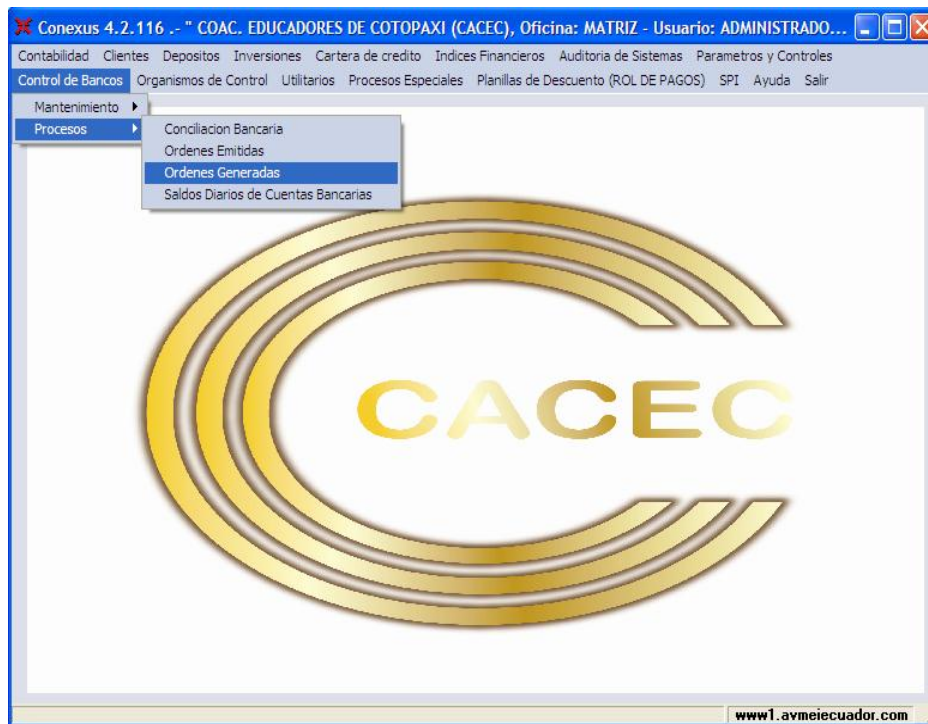 Conexus 4.2.116 .- " COAC. EDUCADORES DE COTOPAXI (CACEC), Oficina: MATRIZ - Usuario: ADMINISTRADO...
Contabilidad Clientes Depositos Inversiones Cartera de credito Indices Financieros Auditoria de Sistemas Parametros y Controles
Control de Bancos Organismos de Control Utilitarios Procesos Especiales Planillas de Descuento (ROL DE PAGOS) SPI Ayuda Salir
Mantenimiento
Procesos
Conciliacion Bancaria
Ordenes Emitidas
Ordenes Generadas
Saldos Diarios de Cuentas Bancarias
CACEC
www1.aymeiecuador.com